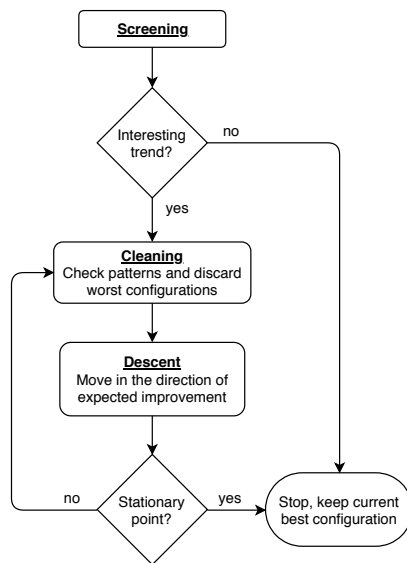 Screening
Interesting
trend?
no
yes
Cleaning
Check patterns and discard
worst configurations
Descent
Move in the direction of
expected improvement
no
Stationary
point?
yes
Stop, keep current
best configuration